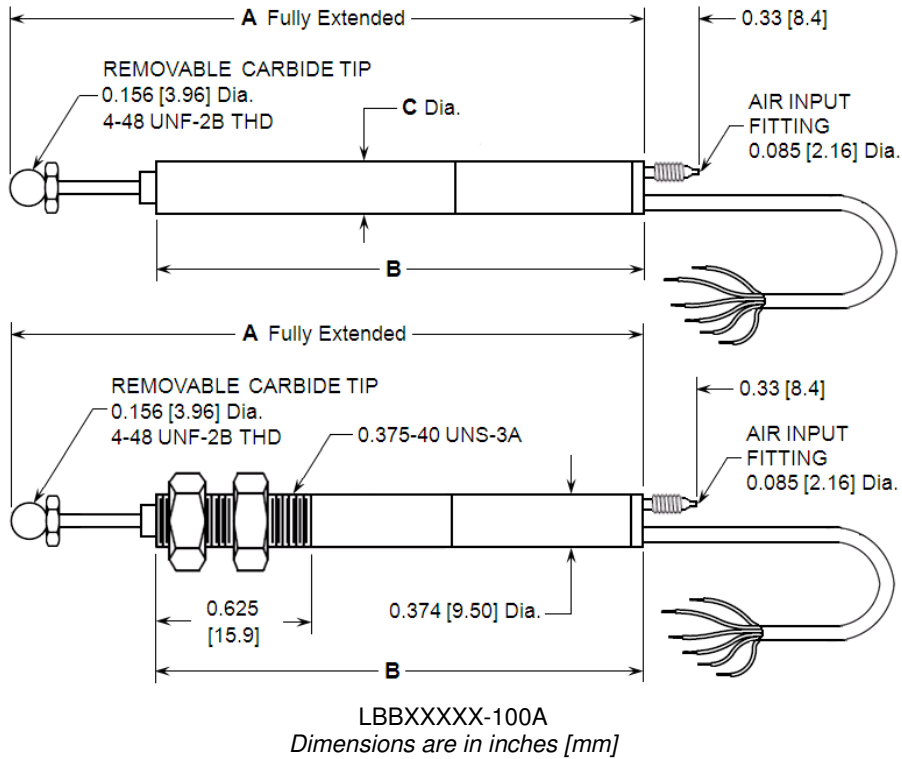 A Fully Extended
0.33 [8.4]
REMOVABLE CARBIDE TIP
0.156 [3.96] Dia.
4-48 UNF-2B THD
C Dia.
AIR INPUT
FITTING
0.085 [2.16] Dia.
B
A Fully Extended
REMOVABLE CARBIDE TIP
0.156 [3.96] Dia.
4-48 UNF-2B THD
0.375-40 UNS-3A
0.33 [8.4]
AIR INPUT
FITTING
0.085 [2.16] Dia.
0.625
[15.9]
0.374 [9.50] Dia.
B
LBBXXXXX-100A
Dimensions are in inches [mm]